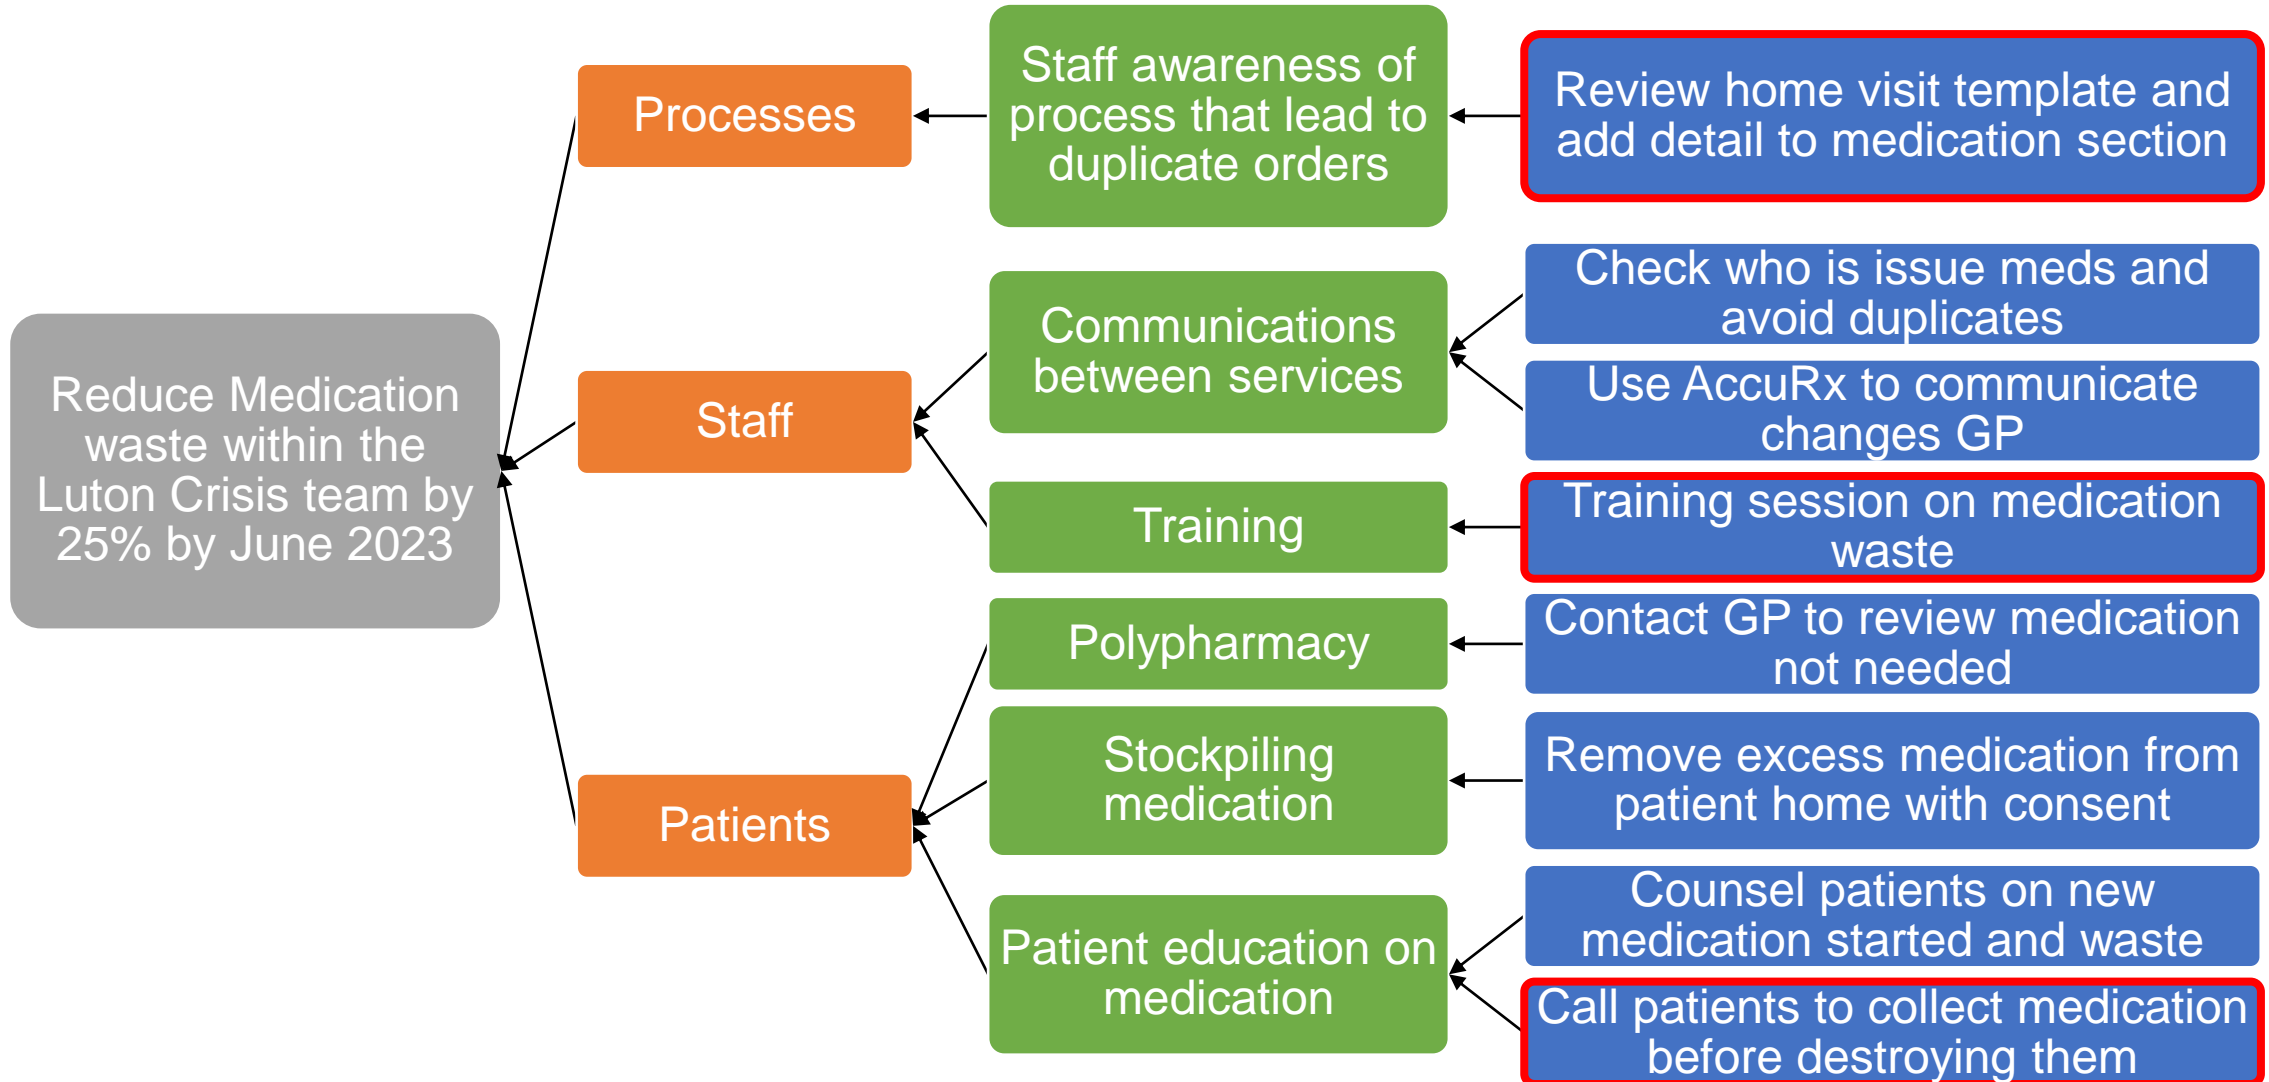 Reduce Medication
waste within the
Luton Crisis team by
25% by June 2023
Processes
Staff
Patients
Staff awareness of
process that lead to
duplicate orders
Communications
between services
Training
Polypharmacy
Stockpiling
medication
Patient education on
medication
Review home visit template and
add detail to medication section
Check who is issue meds and
avoid duplicates
Use AccuRx to communicate
changes GP
Training session on medication
waste
Contact GP to review medication
not needed
Remove excess medication from
patient home with consent
Counsel patients on new
medication started and waste
Call patients to collect medication
before destroying them